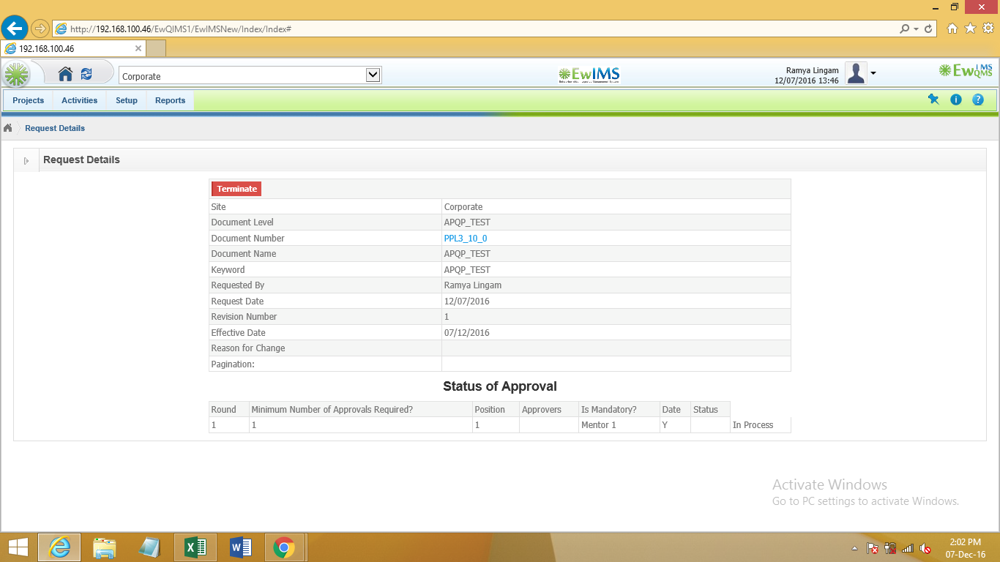 http://192.168.100.46/EwQIMS1/EwIMSNew/Index/Index#
192.168.100.46
Corporate
EwIMS
Ramya Lingam
12/07/2016 13:46
EwQMS IMS
Projects Activities Setup Reports
Request Details
Request Details
Terminate
Site Corporate
Document Level APQP_TEST
Document Number PPL3_10_0
Document Name APQP_TEST
Keyword APQP_TEST
Requested By Ramya Lingam
Request Date 12/07/2016
Revision Number 1
Effective Date 07/12/2016
Reason for Change
Pagination:
Status of Approval
Round Minimum Number of Approvals Required? Position Approvers Is Mandatory? Date Status
1 1 1 Mentor 1 Y In Process
Activate Windows
Go to PC settings to activate Windows.
2:02 PM
07-Dec-16